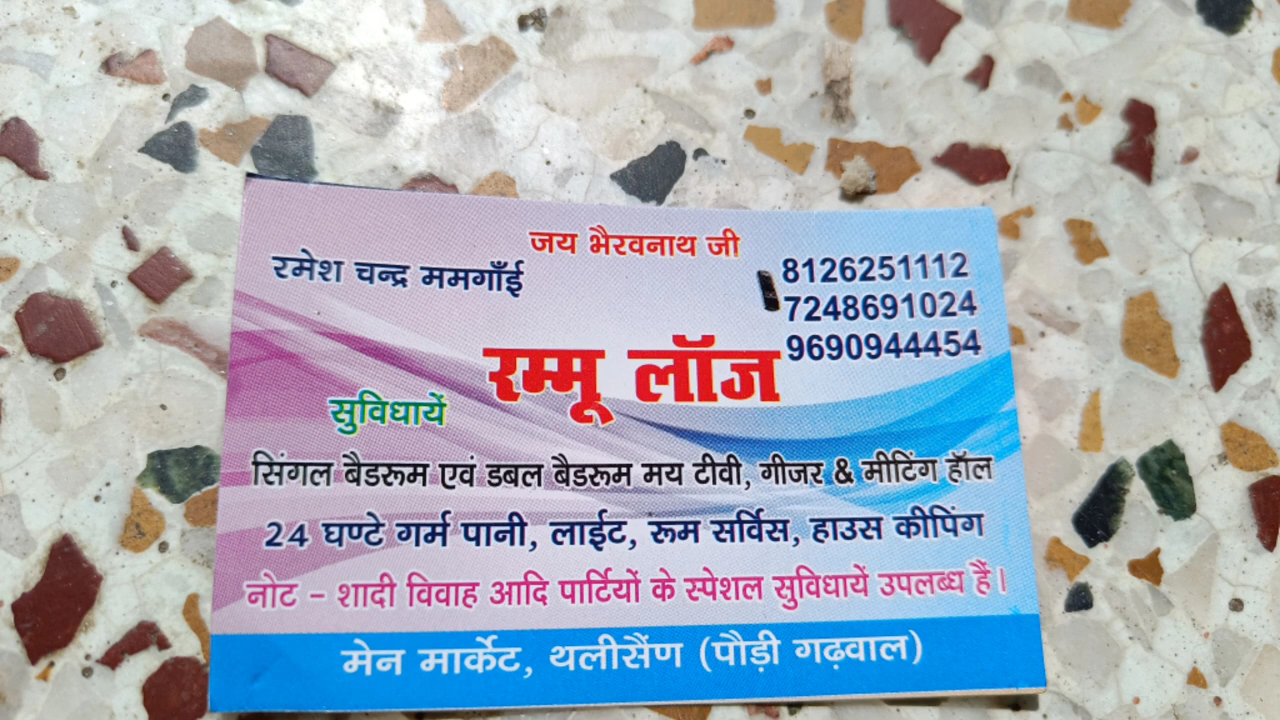 जय भैरवनाथ जी
रमेश चन्द्र ममगाँई
8126251112
7248691024
9690944454
रम्मू लॉज
सुविधायें
सिंगल बैडरूम एवं डबल बैडरूम मय टीवी, गीजर & मीटिंग हॉल
24 घण्टे गर्म पानी, लाईट, रूम सर्विस, हाउस कीपिंग
नोट – शादी विवाह आदि पार्टियों के स्पेशल सुविधायें उपलब्ध हैं।
मेन मार्केट, थलीसैंण (पौड़ी गढ़वाल)